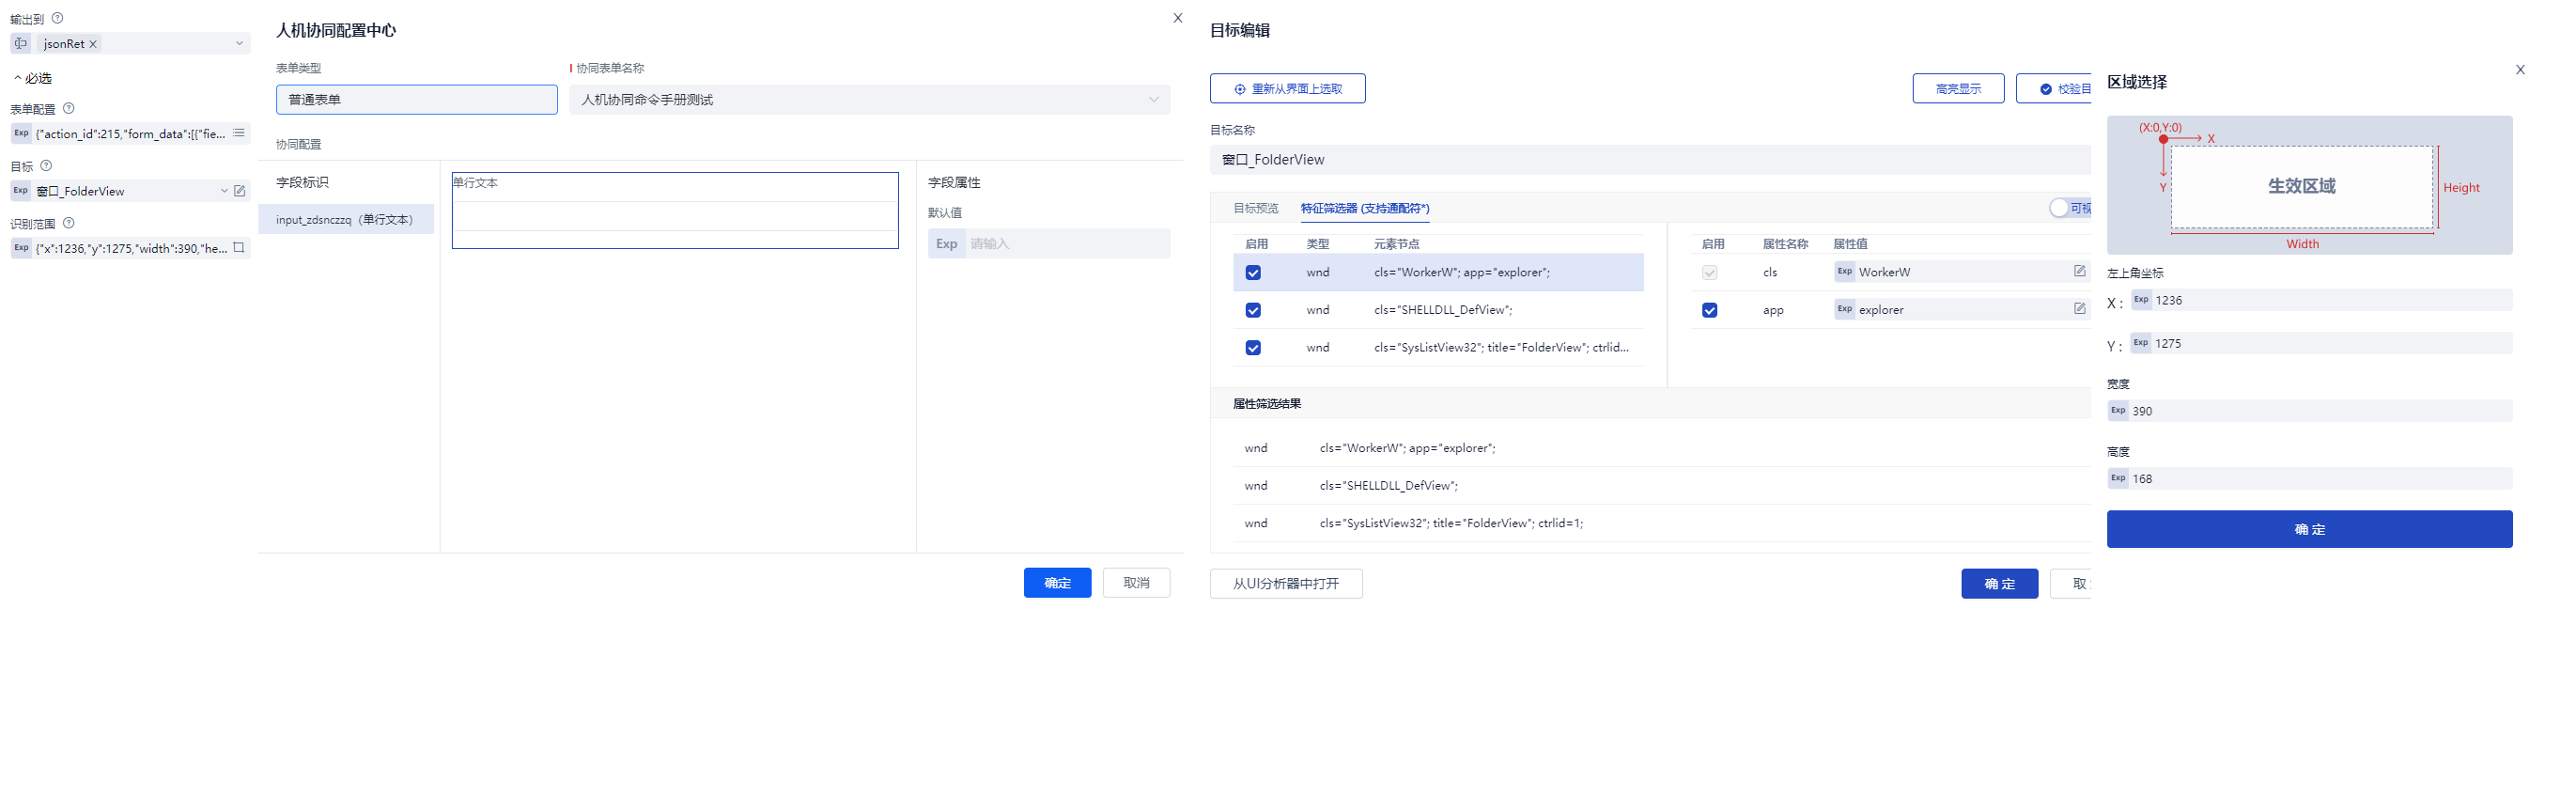 输出到
jsonRet
必选
表单配置
Exp {"action_id":215,"form_data":[{"fie...
目标
Exp 窗口_FolderView
识别范围
Exp {"x":1236,"y":1275,"width":390,"he...
人机协同配置中心
表单类型
协同表单名称
普通表单
人机协同命令手册测试
协同配置
字段标识
input_zdsnczzq（单行文本）
单行文本
字段属性
默认值
Exp 请输入
确定
取消
目标编辑
重新从界面上选取
高亮显示
校验目
目标名称
窗口_FolderView
目标预览
特征筛选器 (支持通配符*)
可视
启用 类型 元素节点
wnd cls="WorkerW"; app="explorer";
wnd cls="SHELLDLL_DefView";
wnd cls="SysListView32"; title="FolderView"; ctrlid...
启用 属性名称 属性值
cls Exp WorkerW
app Exp explorer
属性筛选结果
wnd cls="WorkerW"; app="explorer";
wnd cls="SHELLDLL_DefView";
wnd cls="SysListView32"; title="FolderView"; ctrlid=1;
从UI分析器中打开
确 定
取
区域选择
(X:0,Y:0)
X
Y
生效区域
Height
Width
左上角坐标
X : Exp 1236
Y : Exp 1275
宽度
Exp 390
高度
Exp 168
确 定